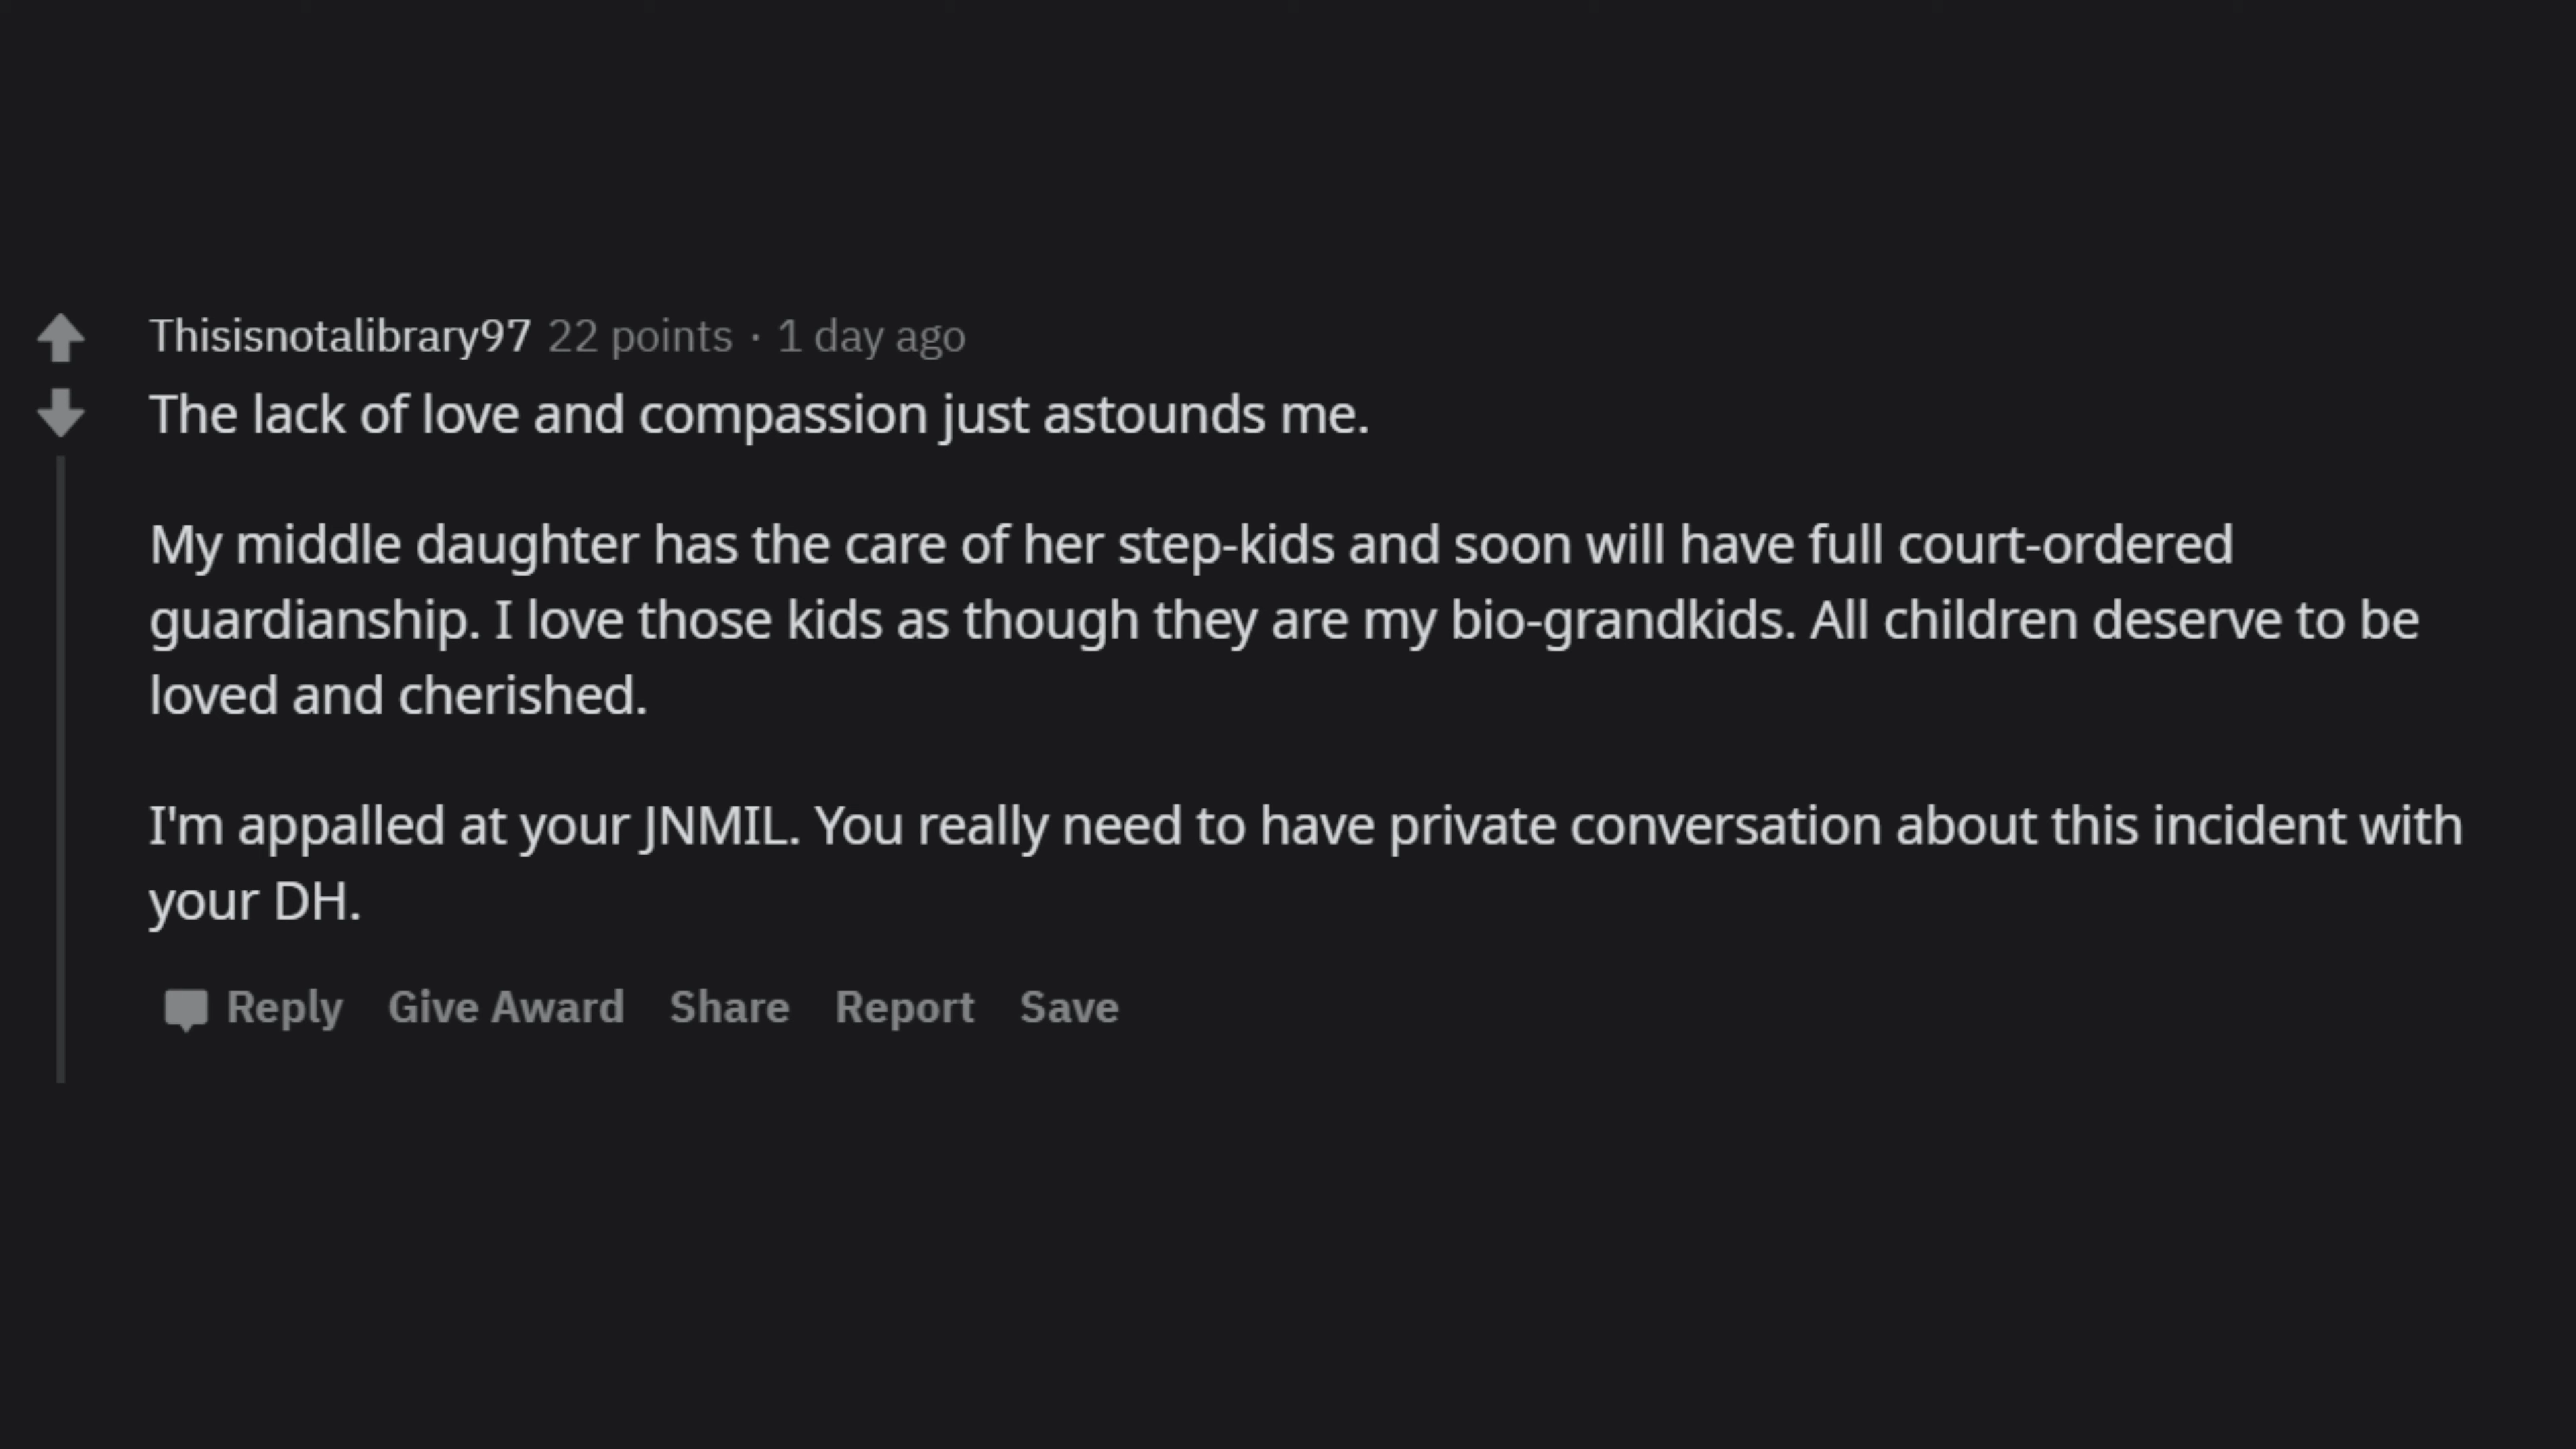 Thisisnotalibrary97 22 points · 1 day ago
The lack of love and compassion just astounds me.
My middle daughter has the care of her step-kids and soon will have full court-ordered
guardianship. I love those kids as though they are my bio-grandkids. All children deserve to be
loved and cherished.
I'm appalled at your JNMIL. You really need to have private conversation about this incident with
your DH.
Reply Give Award Share Report Save